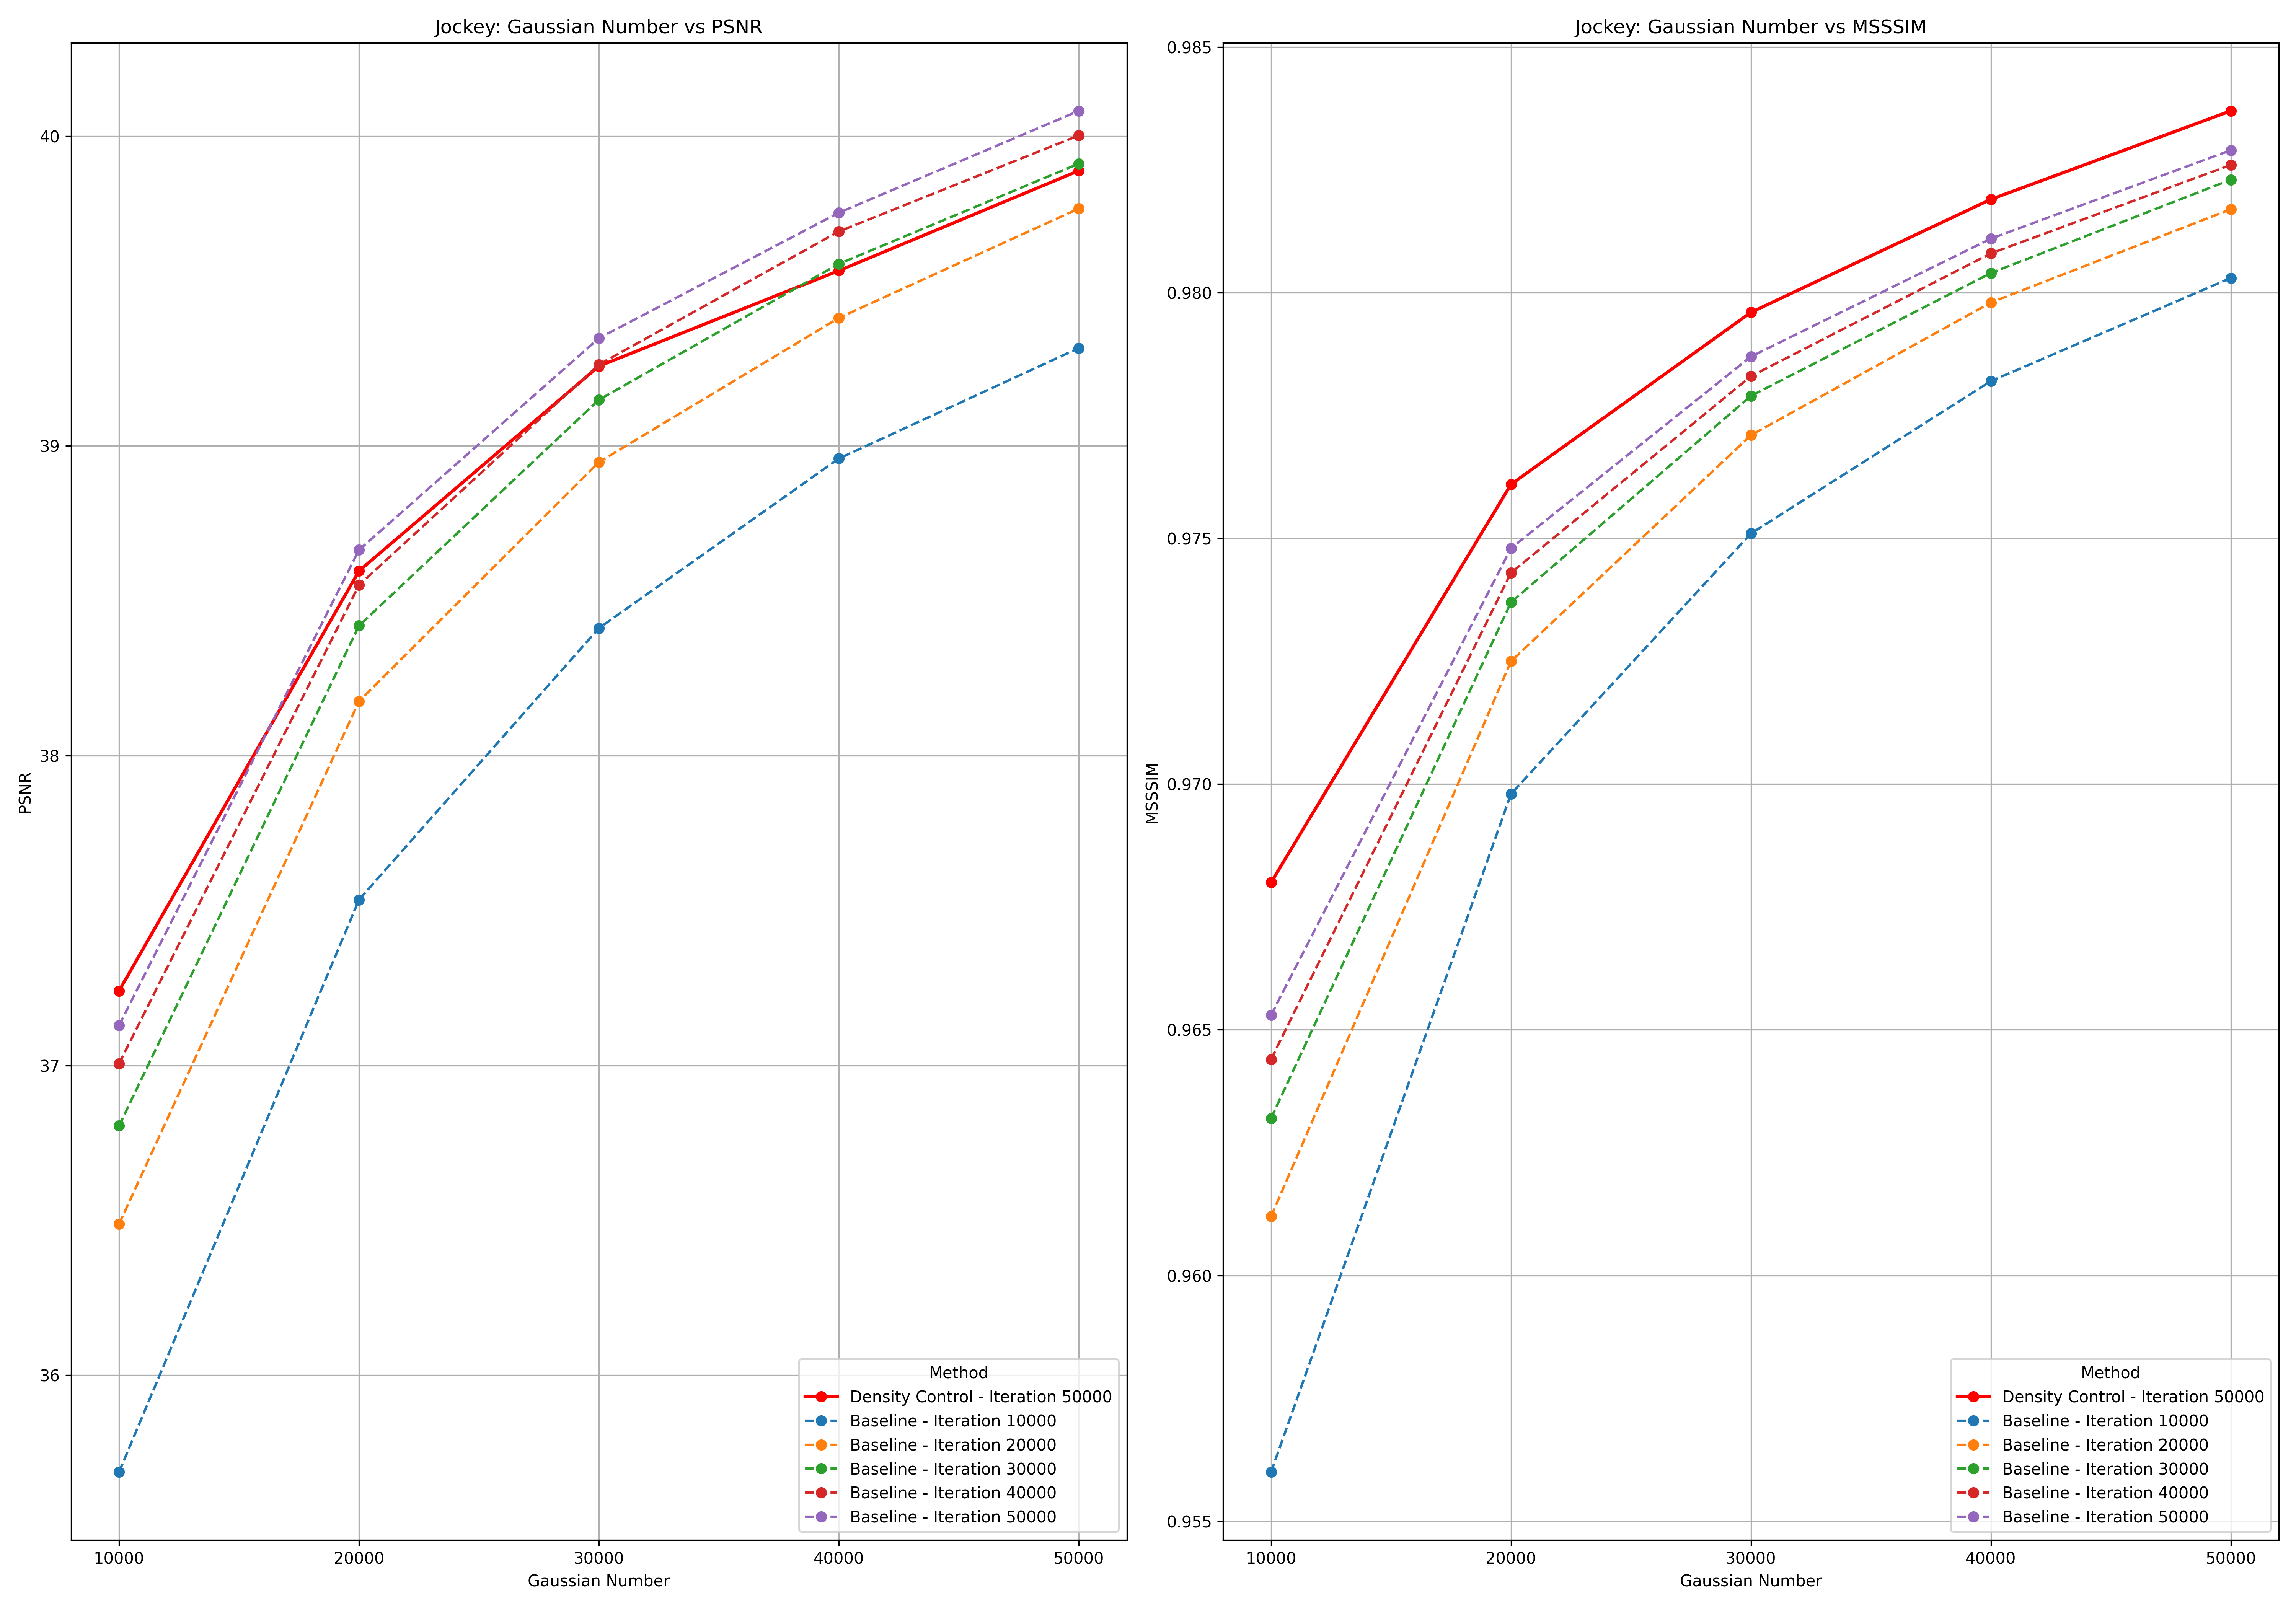 Jockey: Gaussian Number vs PSNR
40
39
38
37
36
PSNR
10000
20000
30000
40000
50000
Gaussian Number
Method
Density Control - Iteration 50000
Baseline - Iteration 10000
Baseline - Iteration 20000
Baseline - Iteration 30000
Baseline - Iteration 40000
Baseline - Iteration 50000
Jockey: Gaussian Number vs MSSSIM
0.985
0.980
0.975
0.970
0.965
0.960
0.955
MSSSIM
10000
20000
30000
40000
50000
Gaussian Number
Method
Density Control - Iteration 50000
Baseline - Iteration 10000
Baseline - Iteration 20000
Baseline - Iteration 30000
Baseline - Iteration 40000
Baseline - Iteration 50000